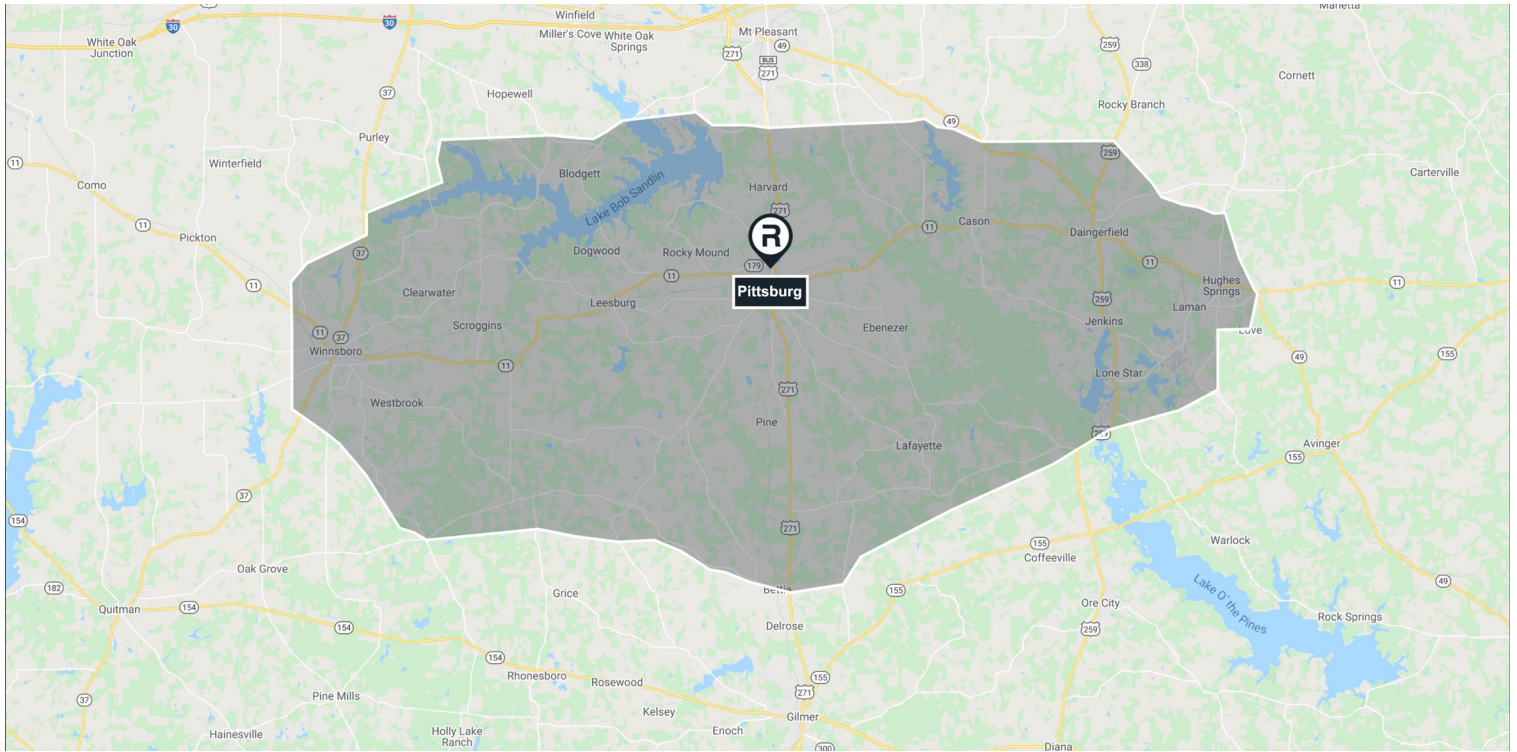 Marietta
Winfield
30
30
Miller's Cove
White Oak
Springs
Mt Pleasant
White Oak
Junction
271
49
BUS
271
259
338
Cornett
37
Hopewell
Rocky Branch
49
Purley
11
Winterfield
259
Como
Blodgett
Harvard
Carterville
Lake Bob Sandlin
271
11
Pickton
11
Cason
Daingerfield
R
37
Dogwood
Rocky Mound
179
11
11
11
11
Hughes
Springs
Pittsburg
Clearwater
Leesburg
259
Laman
Scroggins
Ebenezer
Jenkins
Love
11
37
Winnsboro
11
49
155
Lone Star
271
Westbrook
Pine
259
Lafayette
Avinger
155
37
154
271
155
Coffeeville
Warlock
Oak Grove
182
Grice
Bettie
155
Lake O' the Pines
49
Quitman
154
Ore City
Rock Springs
154
Delrose
259
154
Rhonesboro
Rosewood
155
271
37
Pine Mills
Kelsey
Gilmer
Hainesville
Holly Lake
Ranch
Enoch
300
Diana